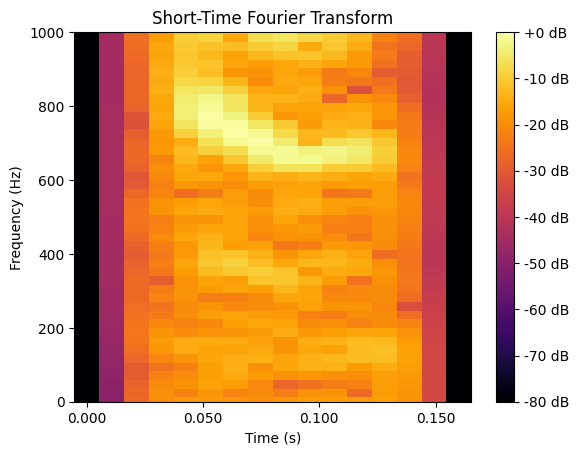 Short-Time Fourier Transform
1000
800
600
400
200
0
Frequency (Hz)
0.000
0.050
0.100
0.150
Time (s)
+0 dB
-10 dB
-20 dB
-30 dB
-40 dB
-50 dB
-60 dB
-70 dB
-80 dB